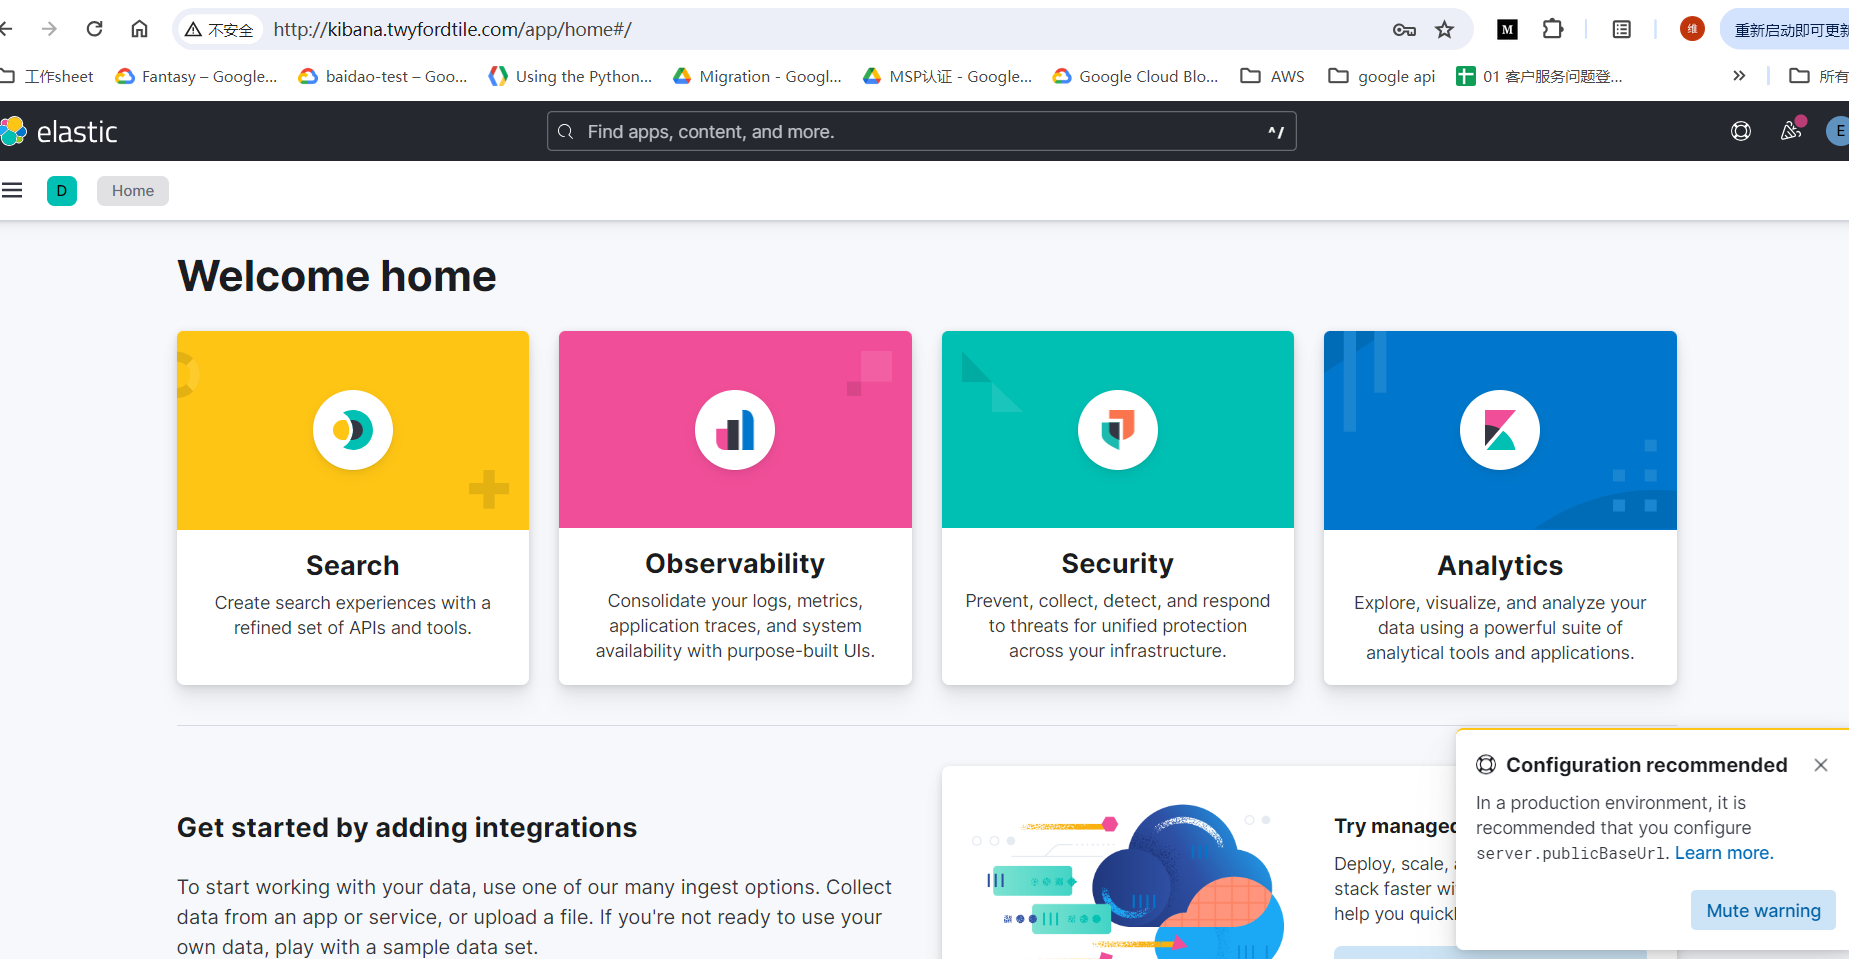 不安全 http://kibana.twyfordtile.com/app/home#/ M 维 重新启动即可更新
工作sheet Fantasy – Google... baidao-test – Goo... Using the Python... Migration - Googl... MSP认证 - Google... Google Cloud Blo... AWS google api 01 客户服务问题登... » 所有
elastic Find apps, content, and more. ^/ E
D Home
Welcome home
Search
Create search experiences with a
refined set of APIs and tools.
Observability
Consolidate your logs, metrics,
application traces, and system
availability with purpose-built UIs.
Security
Prevent, collect, detect, and respond
to threats for unified protection
across your infrastructure.
Analytics
Explore, visualize, and analyze your
data using a powerful suite of
analytical tools and applications.
Get started by adding integrations
To start working with your data, use one of our many ingest options. Collect
data from an app or service, or upload a file. If you're not ready to use your
own data, play with a sample data set.
Try managed
Deploy, scale,
stack faster
help you
Configuration recommended
In a production environment, it is
recommended that you configure
server.publicBaseUrl. Learn more.
Mute warning